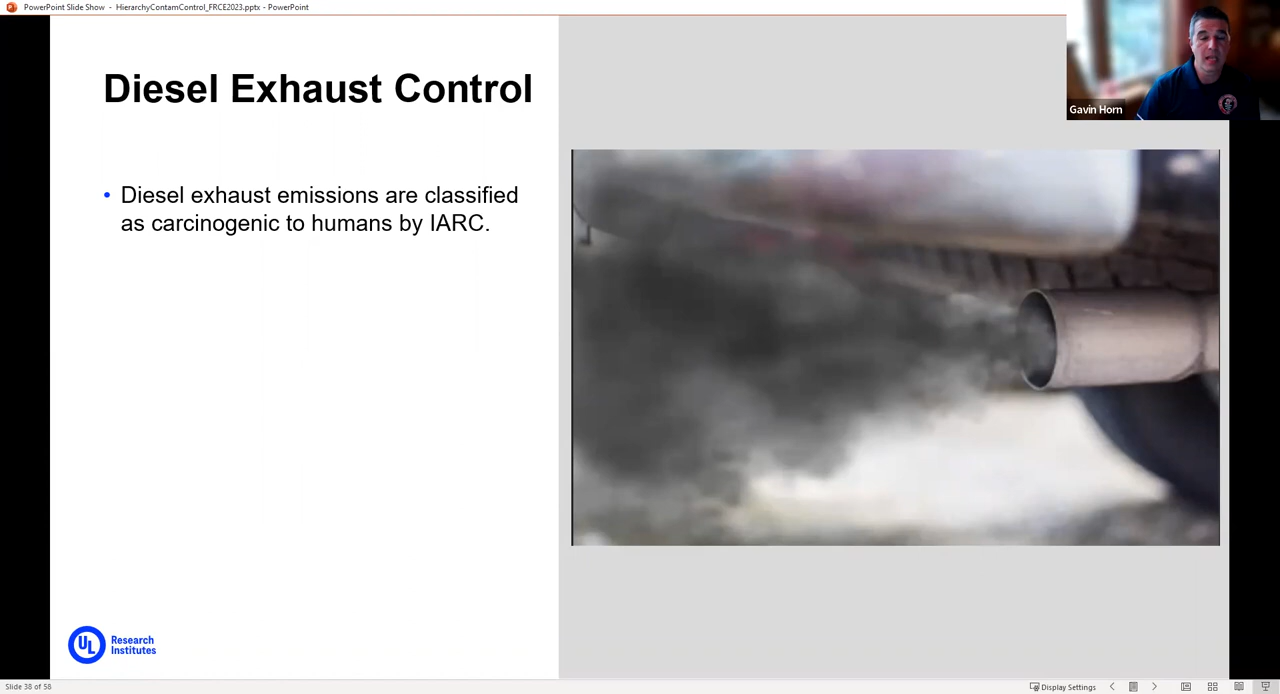 PowerPoint Slide Show - HierarchyContamControl_FRCE2023.pptx - PowerPoint
Gavin Horn
Diesel Exhaust Control
• Diesel exhaust emissions are classified
as carcinogenic to humans by IARC.
UL
Research
Institutes
Slide 38 of 58
Display Settings